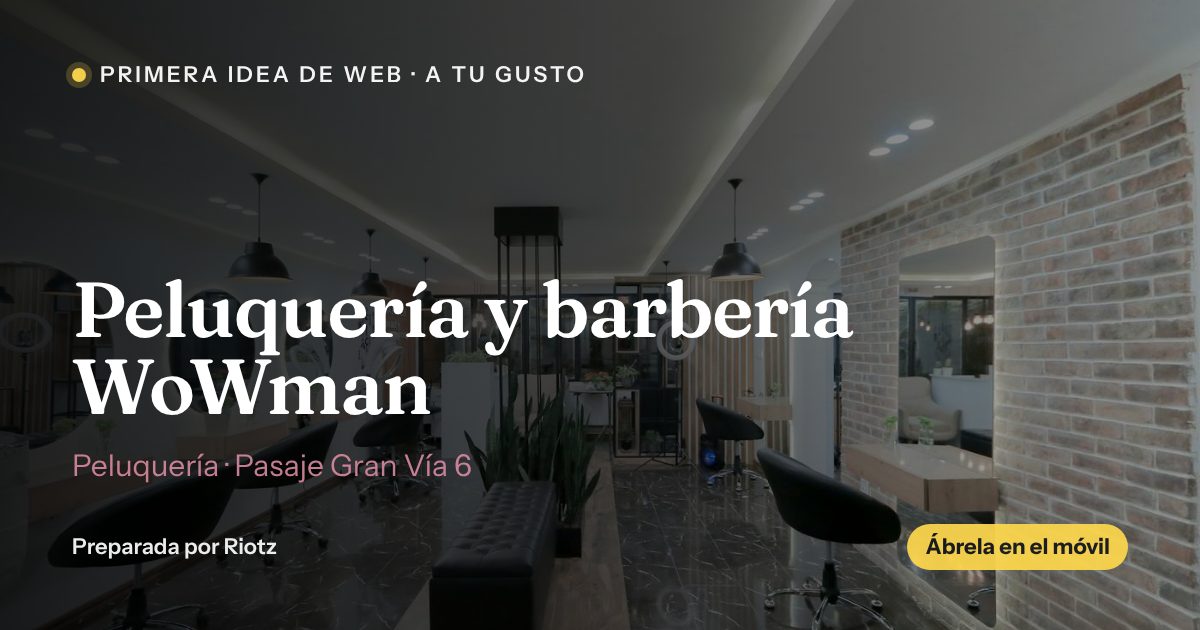 PRIMERA IDEA DE WEB · A TU GUSTO
Peluquería y barbería
WoWman
Peluquería · Pasaje Gran Vía 6
Preparada por Riotz
Ábrela en el móvil